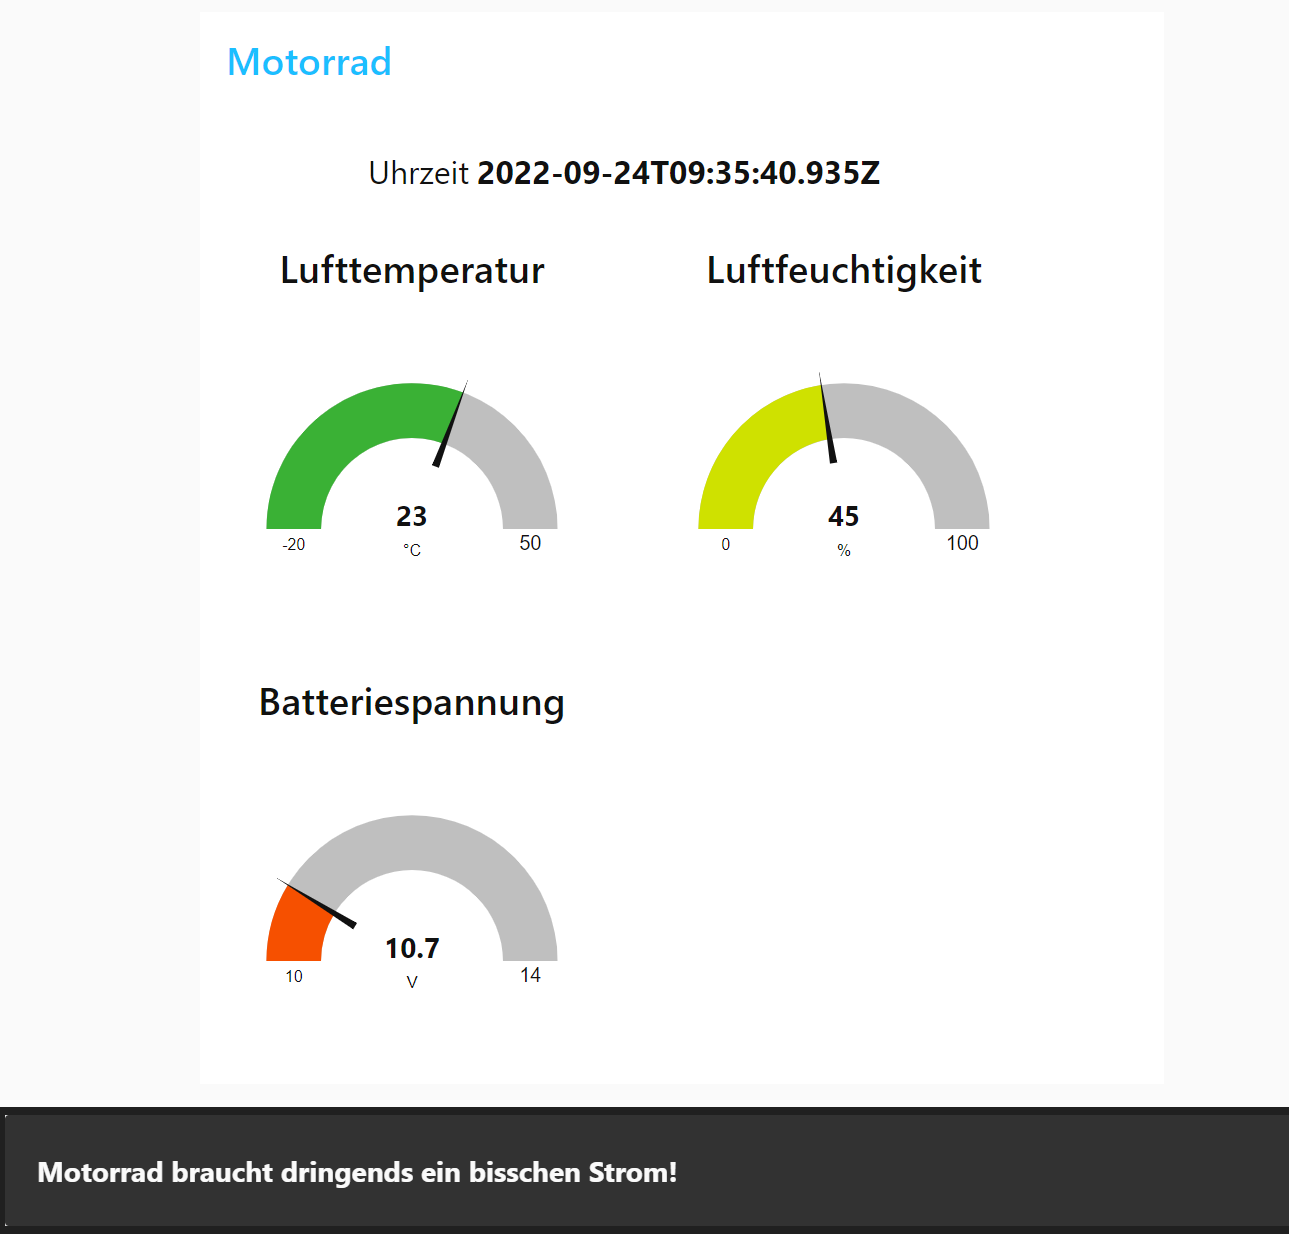 Motorrad
Uhrzeit 2022-09-24T09:35:40.935Z
Lufttemperatur
23
°C
-20
50
Luftfeuchtigkeit
45
%
0
100
Batteriespannung
10.7
V
10
14
Motorrad braucht dringends ein bisschen Strom!